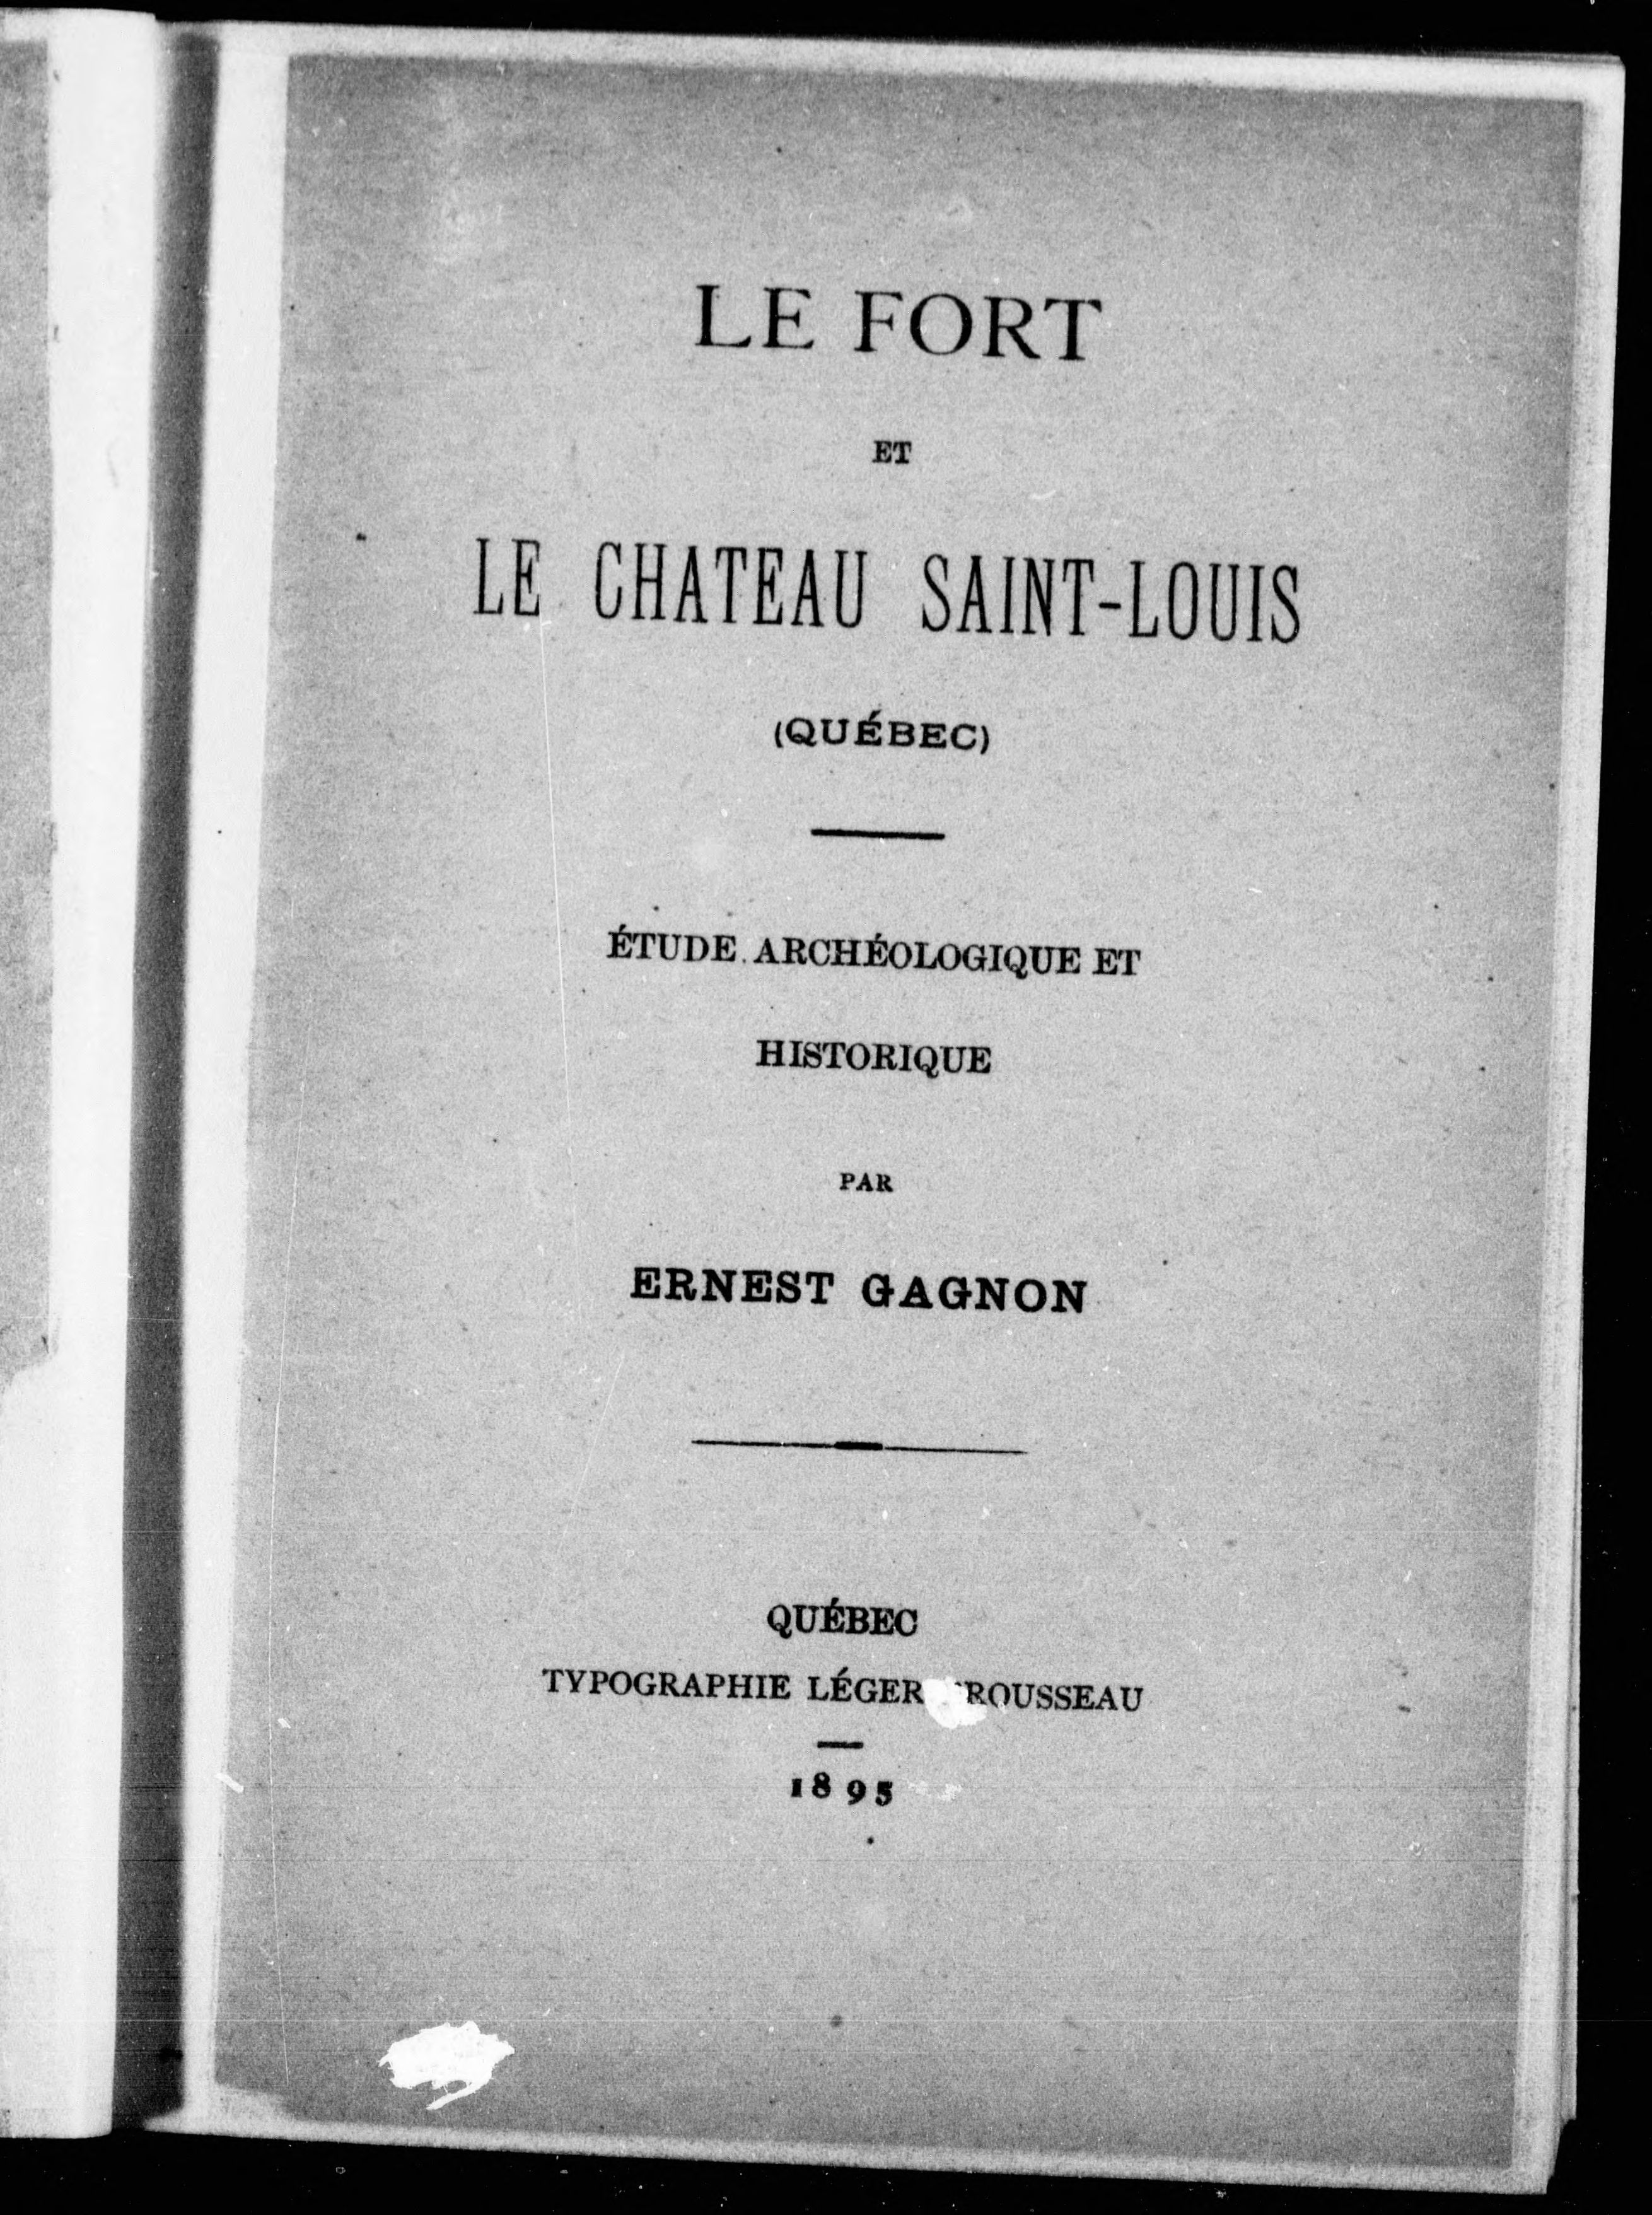 LE FORT
ET
LE CHATEAU SAINT-LOUIS
(QUÉBEC)
ÉTUDE ARCHÉOLOGIQUE ET
HISTORIQUE
PAR
ERNEST GAGNON
QUÉBEC
TYPOGRAPHIE LÉGER ROUSSEAU
1895